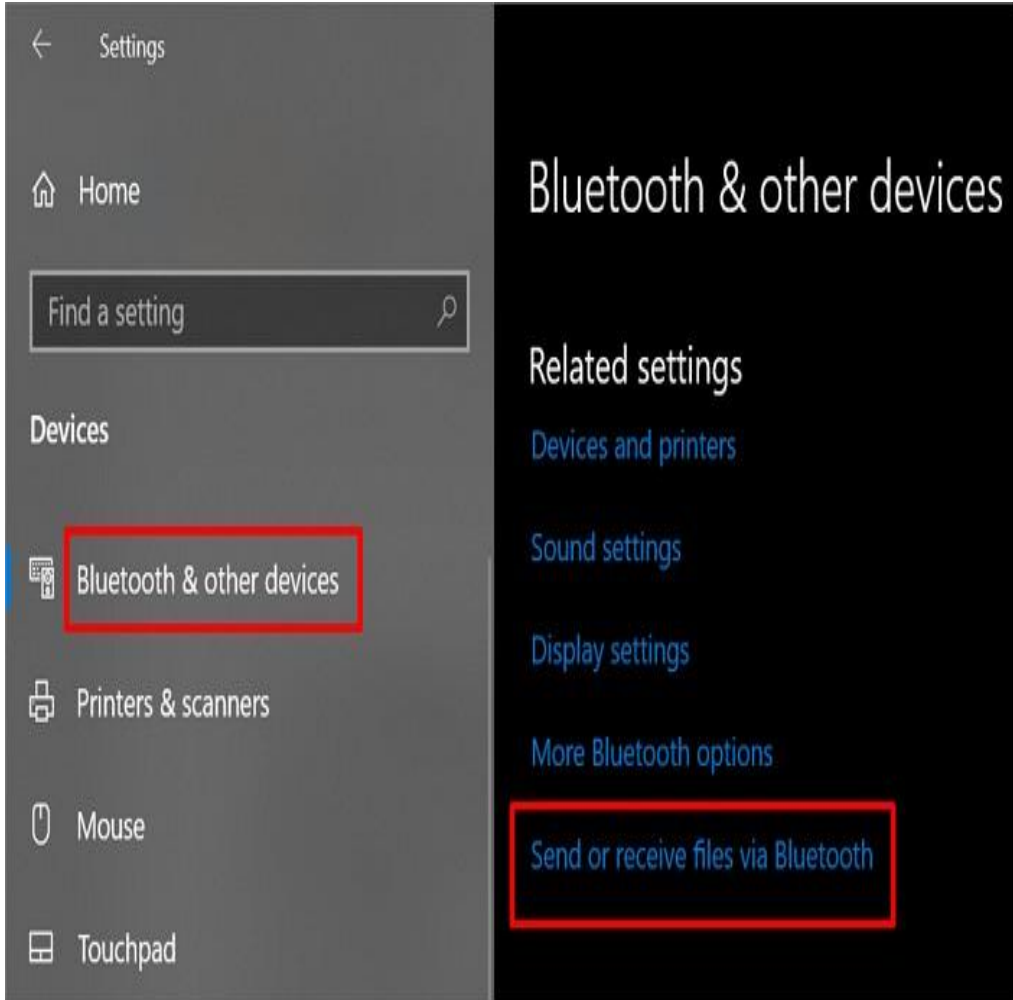 Settings
Home
Find a setting
Devices
Bluetooth & other devices
Printers & scanners
Mouse
Touchpad
Bluetooth & other devices
Related settings
Devices and printers
Sound settings
Display settings
More Bluetooth options
Send or receive files via Bluetooth